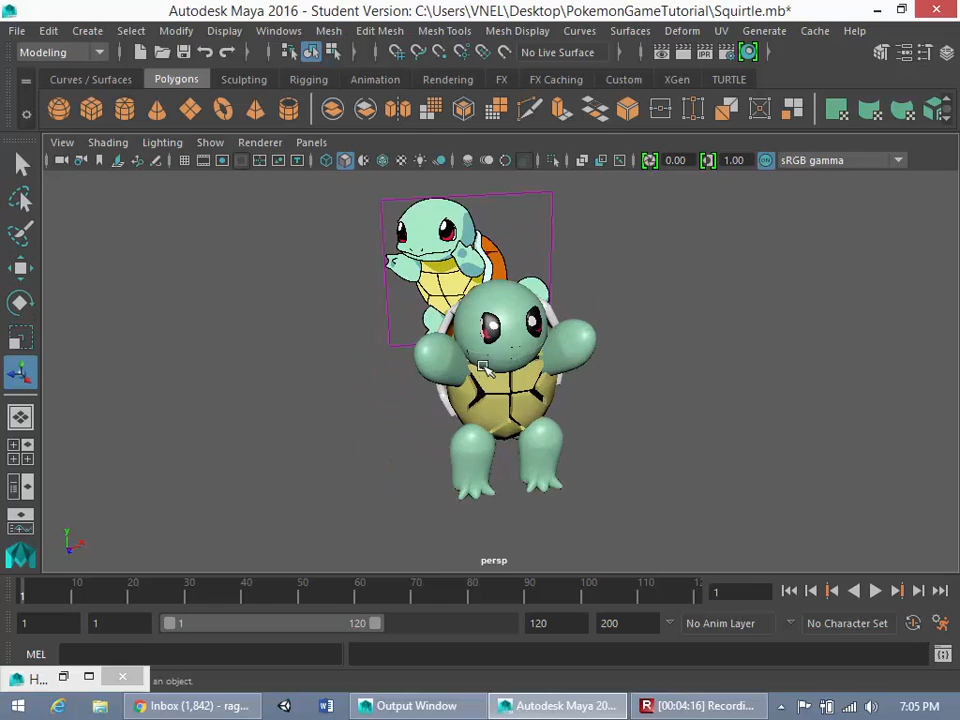 Autodesk Maya 2016 - Student Version: C:\Users\VNEL\Desktop\PokemonGameTutorial\Squirtle.mb*
File Edit Create Select Modify Display Windows Mesh Edit Mesh Mesh Tools Mesh Display Curves Surfaces Deform UV Generate Cache Help
Modeling No Live Surface
Curves / Surfaces Polygons Sculpting Rigging Animation Rendering FX FX Caching Custom XGen TURTLE
View Shading Lighting Show Renderer Panels
0.00 1.00 ON sRGB gamma
y
x
persp
1 10 20 30 40 50 60 70 80 90 100 110 1
1 1 1 120 120 200 No Anim Layer No Character Set
MEL
H... an object.
Inbox (1,842) - rag... Output Window Autodesk Maya 20... [00:04:16] Recordi... 7:05 PM